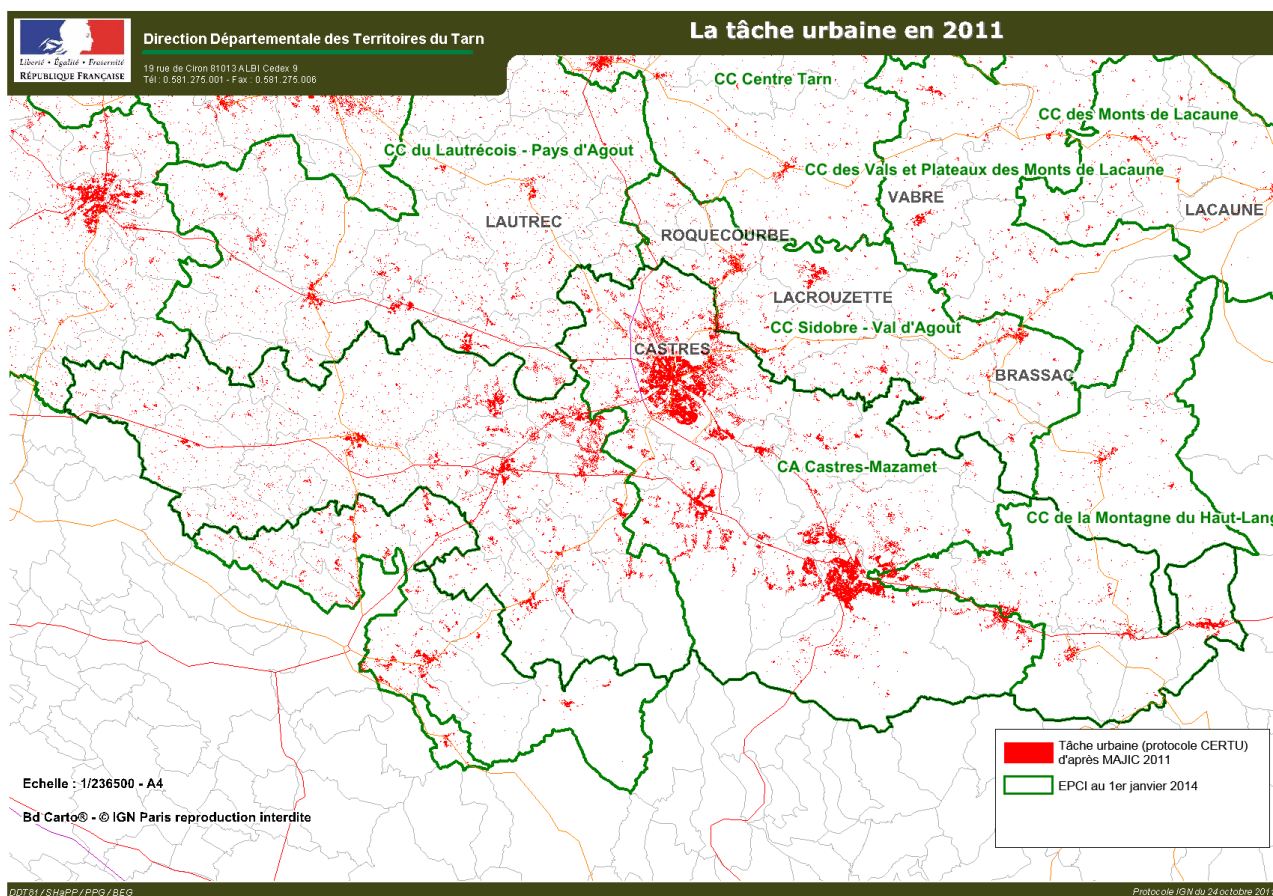 La tâche urbaine en 2011
Direction Départementale des Territoires du Tarn
Liberté • Égalité • Fraternité
RÉPUBLIQUE FRANÇAISE
19 rue de Ciron 81013 ALBI Cedex 9
Tél : 0.581.275.001 - Fax : 0.581.275.006
CC Centre Tarn
CC des Monts de Lacaune
CC du Lautrécois - Pays d'Agout
CC des Vals et Plateaux des Monts de Lacaune
VABRE
LACAUNE
LAUTREC
ROQUECOURBE
LACROUZETTE
CC Sidobre - Val d'Agout
CASTRES
BRASSAC
CA Castres-Mazamet
CC de la Montagne du Haut-Lang
Tâche urbaine (protocole CERTU)
d'après MAJIC 2011
EPCI au 1er janvier 2014
Echelle : 1/236500 - A4
Bd Carto® - © IGN Paris reproduction interdite
DDT81 / SHaPP / PPG / BEG
Protocole IGN du 24 octobre 201